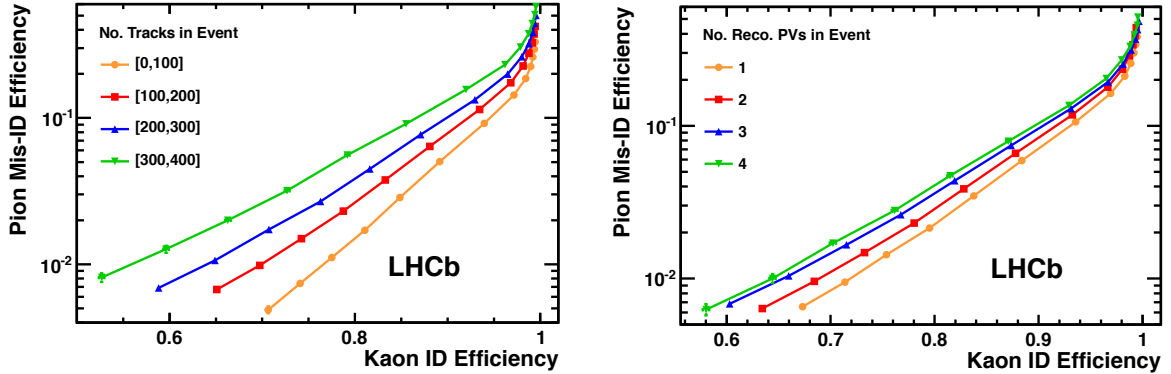 Pion Mis-ID Efficiency
No. Tracks in Event
[0,100]
[100,200]
[200,300]
[300,400]
LHCb
10⁻¹
10⁻²
0.6 0.8 1
Kaon ID Efficiency
Pion Mis-ID Efficiency
No. Reco. PVs in Event
1
2
3
4
LHCb
10⁻¹
10⁻²
0.6 0.7 0.8 0.9 1
Kaon ID Efficiency